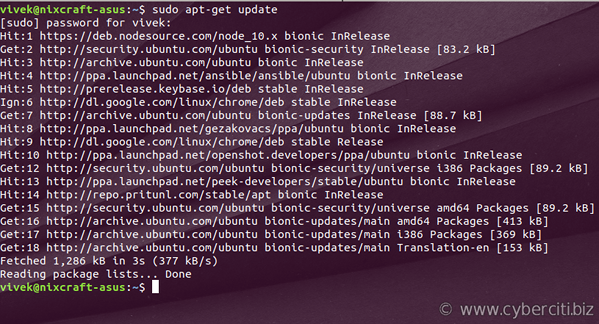 vivek@nixcraft-asus:~$ sudo apt-get update
[sudo] password for vivek:
Hit:1 https://deb.nodesource.com/node_10.x bionic InRelease
Get:2 http://security.ubuntu.com/ubuntu bionic-security InRelease [83.2 kB]
Hit:3 http://archive.ubuntu.com/ubuntu bionic InRelease
Hit:4 http://ppa.launchpad.net/ansible/ansible/ubuntu bionic InRelease
Hit:5 http://prerelease.keybase.io/deb stable InRelease
Ign:6 http://dl.google.com/linux/chrome/deb stable InRelease
Get:7 http://archive.ubuntu.com/ubuntu bionic-updates InRelease [88.7 kB]
Hit:8 http://ppa.launchpad.net/gezakovacs/ppa/ubuntu bionic InRelease
Hit:9 http://dl.google.com/linux/chrome/deb stable Release
Hit:10 http://ppa.launchpad.net/openshot.developers/ppa/ubuntu bionic InRelease
Get:12 http://security.ubuntu.com/ubuntu bionic-security/universe i386 Packages [89.2 kB]
Hit:13 http://ppa.launchpad.net/peek-developers/stable/ubuntu bionic InRelease
Hit:14 http://repo.pritunl.com/stable/apt bionic InRelease
Get:15 http://security.ubuntu.com/ubuntu bionic-security/universe amd64 Packages [89.2 kB]
Get:16 http://archive.ubuntu.com/ubuntu bionic-updates/main amd64 Packages [413 kB]
Get:17 http://archive.ubuntu.com/ubuntu bionic-updates/main i386 Packages [369 kB]
Get:18 http://archive.ubuntu.com/ubuntu bionic-updates/main Translation-en [153 kB]
Fetched 1,286 kB in 3s (377 kB/s)
Reading package lists... Done
vivek@nixcraft-asus:~$
© www.cyberciti.biz